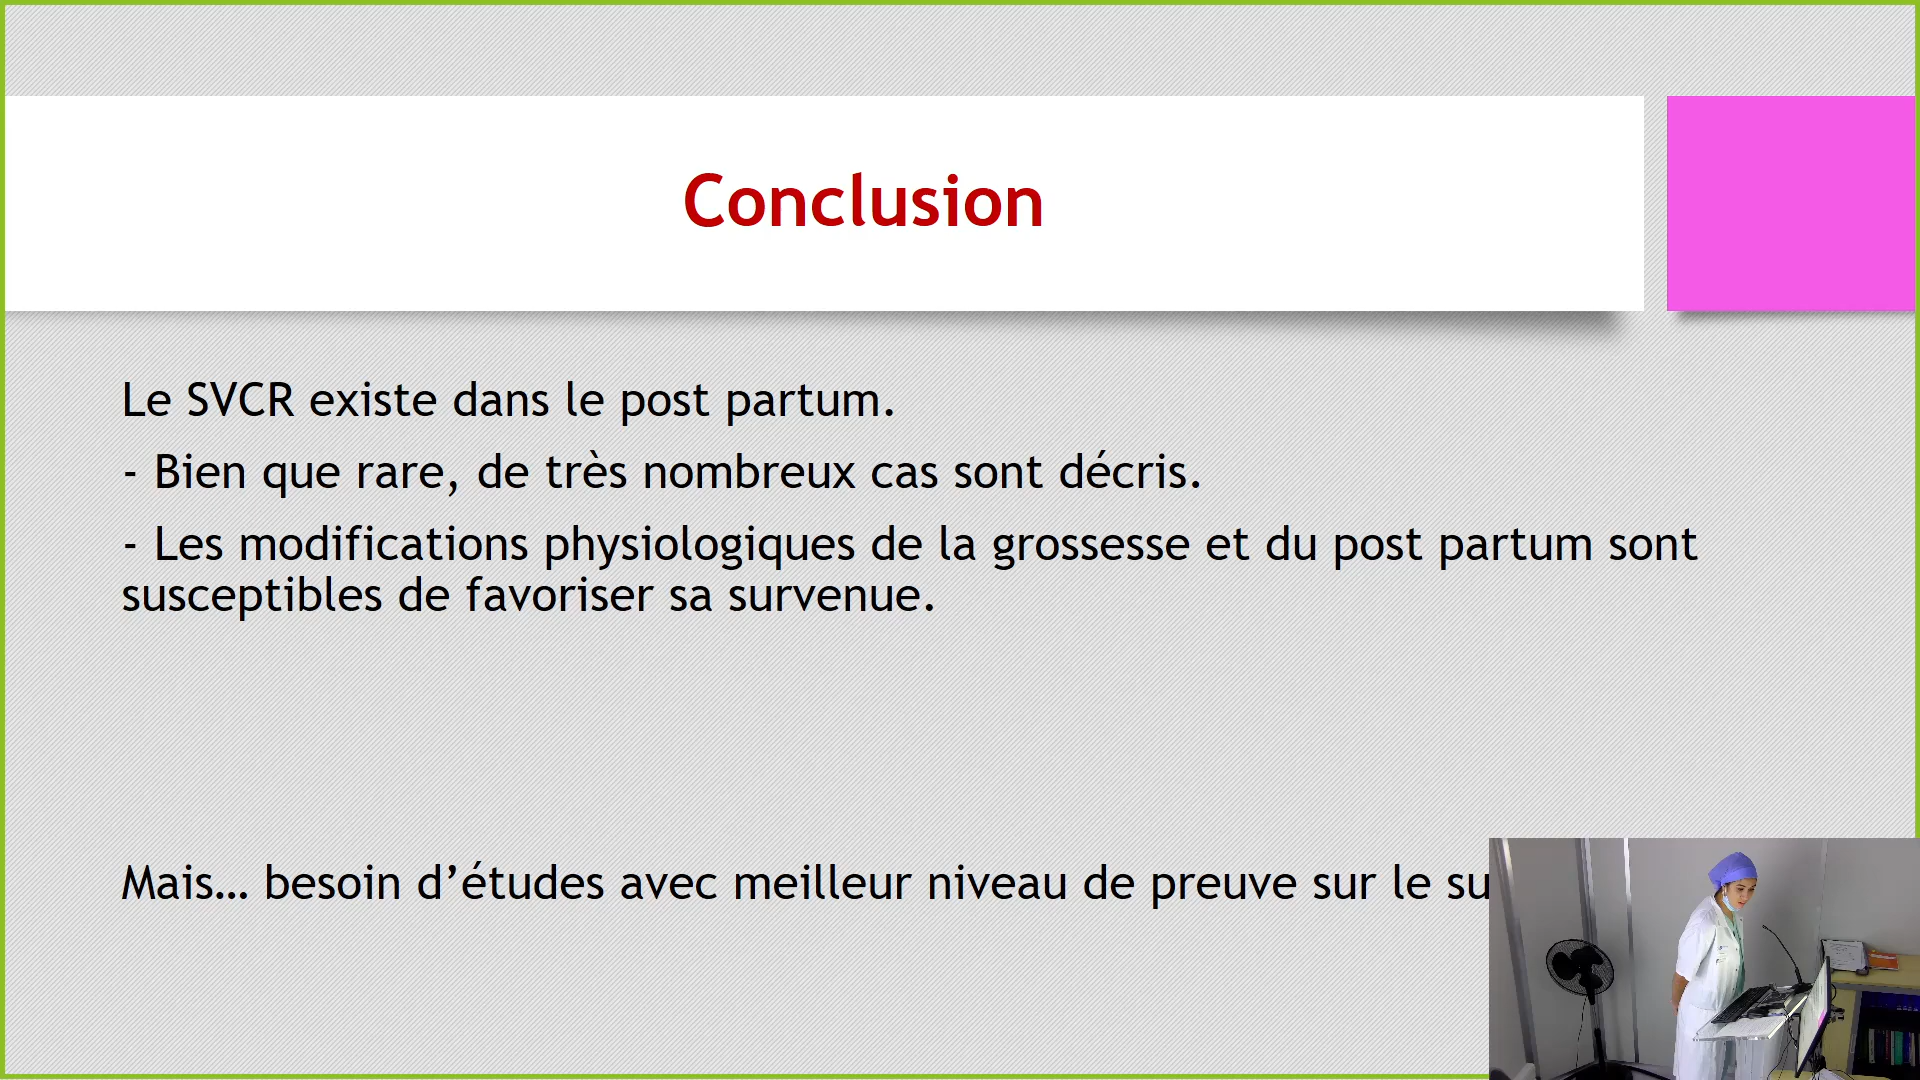 Conclusion
Le SVCR existe dans le post partum.
- Bien que rare, de très nombreux cas sont décris.
- Les modifications physiologiques de la grossesse et du post partum sont
susceptibles de favoriser sa survenue.
Mais... besoin d’études avec meilleur niveau de preuve sur le